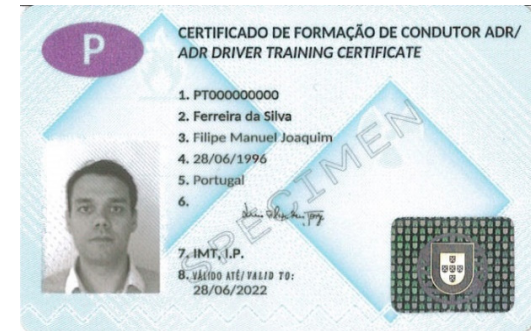 P
CERTIFICADO DE FORMAÇÃO DE CONDUTOR ADR/
ADR DRIVER TRAINING CERTIFICATE
1. PT000000000
2. Ferreira da Silva
3. Filipe Manuel Joaquim
4. 28/06/1996
5. Portugal
6.
7. IMT, I.P.
8. VÁLIDO ATÉ/VALID TO:
28/06/2022
SPECIMEN